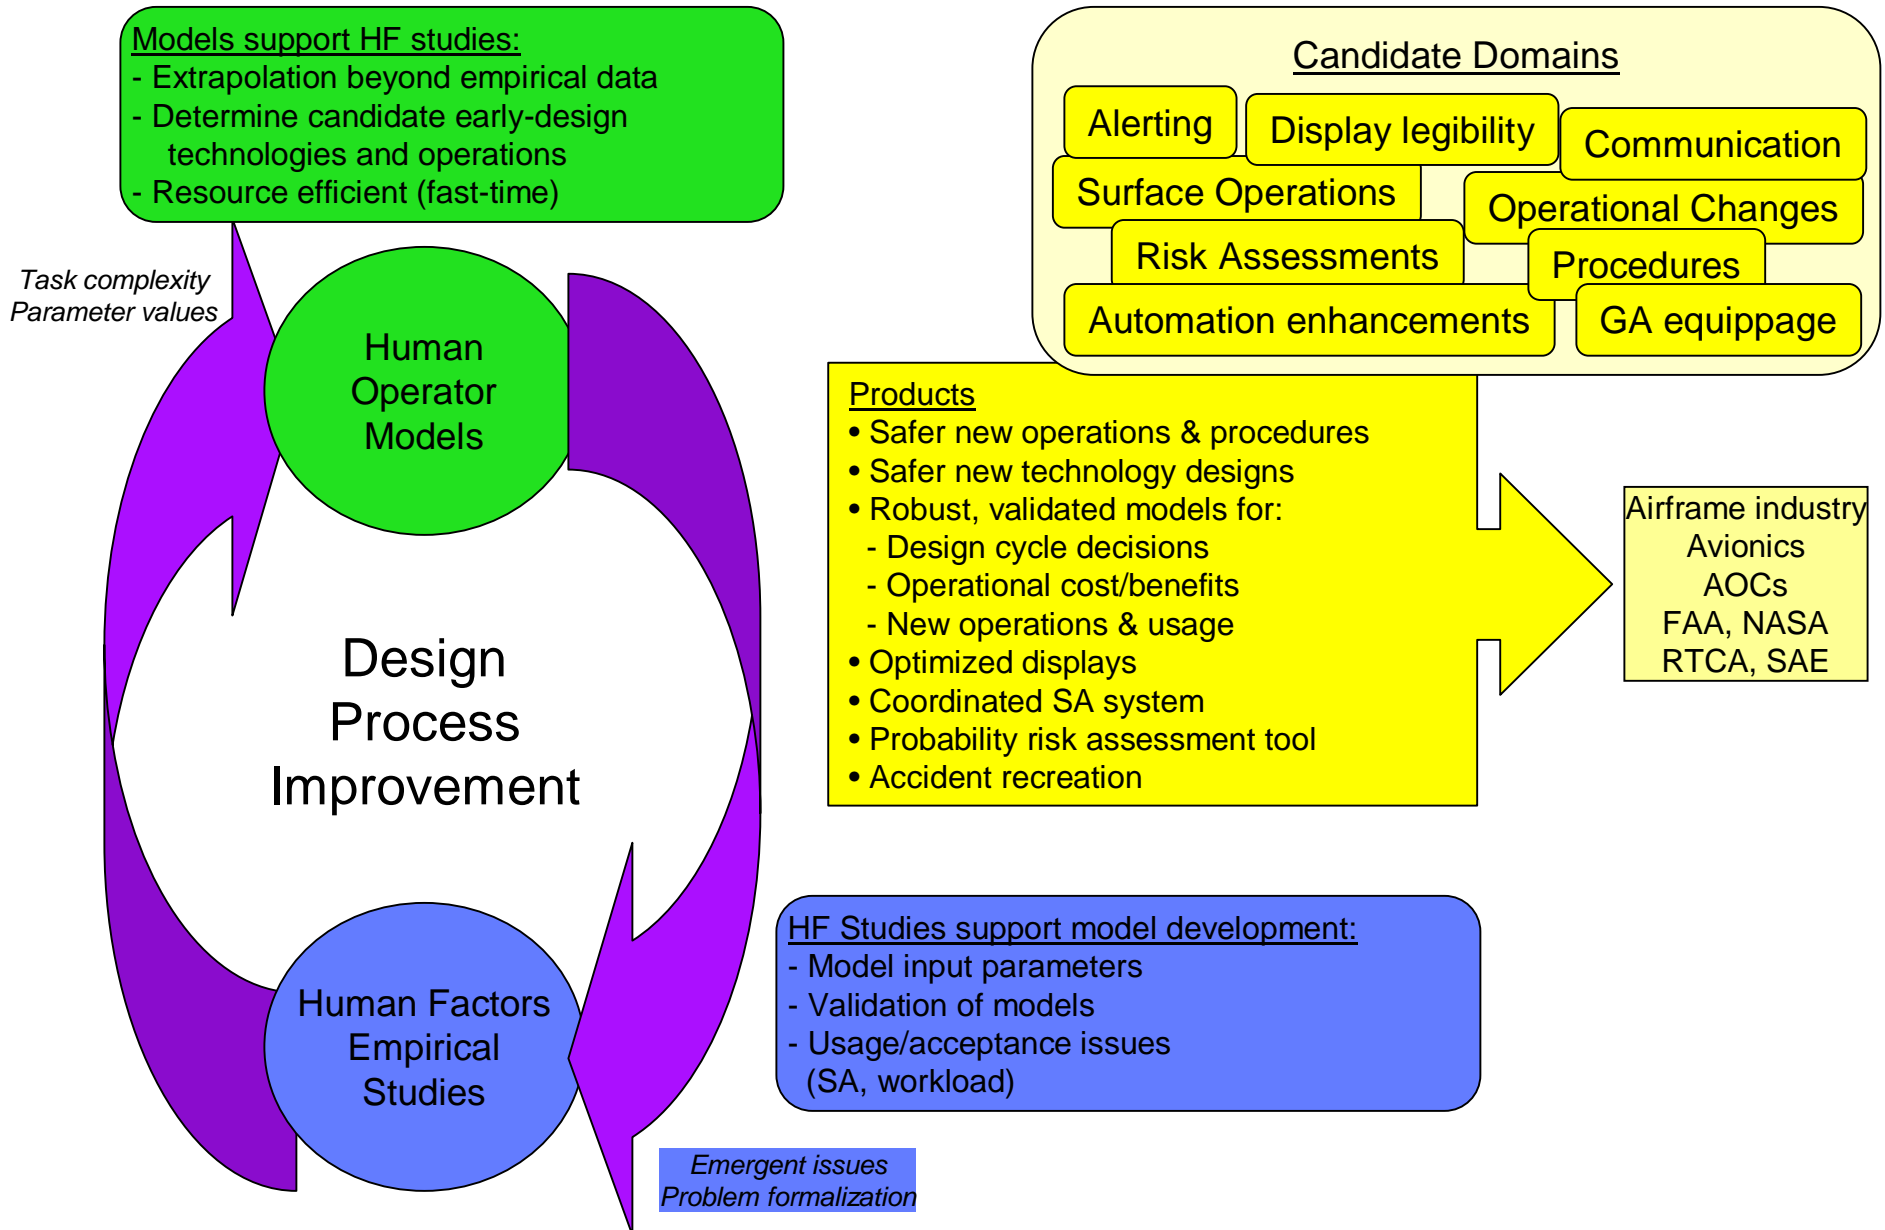 Models support HF studies:
- Extrapolation beyond empirical data
- Determine candidate early-design
technologies and operations
- Resource efficient (fast-time)
Task complexity
Parameter values
Human
Operator
Models
Design
Process
Improvement
Human Factors
Empirical
Studies
Candidate Domains
Alerting
Display legibility
Communication
Surface Operations
Operational Changes
Risk Assessments
Procedures
Automation enhancements
GA equippage
Products
• Safer new operations & procedures
• Safer new technology designs
• Robust, validated models for:
- Design cycle decisions
- Operational cost/benefits
- New operations & usage
• Optimized displays
• Coordinated SA system
• Probability risk assessment tool
• Accident recreation
Airframe industry
Avionics
AOCs
FAA, NASA
RTCA, SAE
HF Studies support model development:
- Model input parameters
- Validation of models
- Usage/acceptance issues
(SA, workload)
Emergent issues
Problem formalization